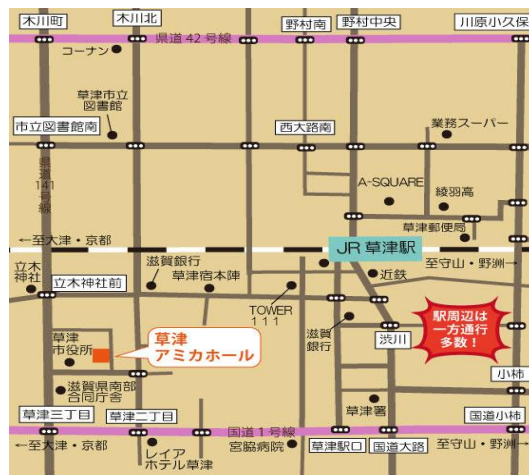 木川町
木川北
野村南
野村中央
川原小久保
県道42号線
コーナン
草津市立
図書館
市立図書館南
西大路南
業務スーパー
県道
141
号線
A-SQUARE
綾羽高
草津郵便局
←至大津・京都
JR 草津駅
至守山・野洲→
立木
神社
立木神社前
滋賀銀行
草津宿本陣
TOWER
111
近鉄
滋賀
銀行
渋川
駅周辺は
一方通行
多数！
草津
市役所
草津
アミカホール
滋賀県南部
合同庁舎
小柿
草津署
草津三丁目
草津二丁目
国道1号線
国道小柿
←至大津・京都
レイア
ホテル草津
宮脇病院
草津駅口
国道大路
至守山・野洲→